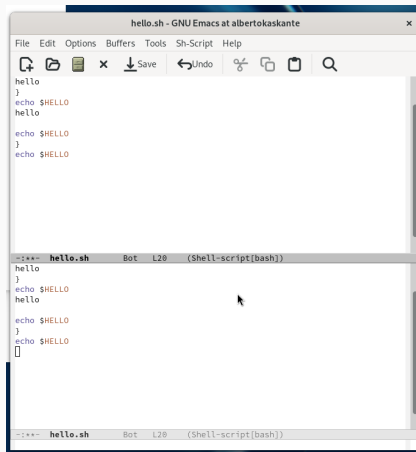 hello.sh - GNU Emacs at albertokaskante
×
File Edit Options Buffers Tools Sh-Script Help
Save Undo
hello
}
echo $HELLO
hello
echo $HELLO
}
echo $HELLO
-:**- hello.sh Bot L20 (Shell-script[bash])
hello
}
echo $HELLO
hello
echo $HELLO
}
echo $HELLO
-:**- hello.sh Bot L20 (Shell-script[bash])